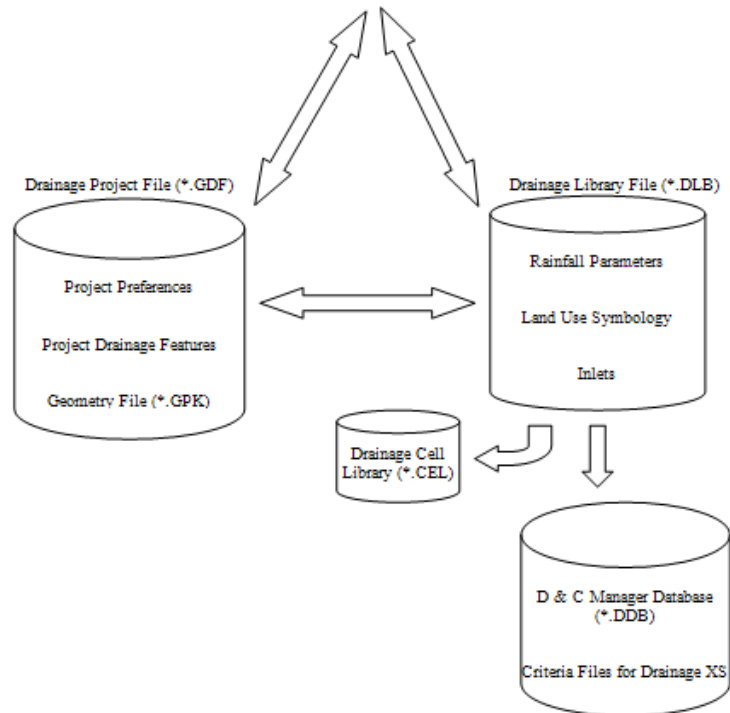 Drainage Project File (*.GDF)
Drainage Library File (*.DLB)
Project Preferences
Project Drainage Features
Geometry File (*.GPK)
Rainfall Parameters
Land Use Symbology
Inlets
Drainage Cell
Library (*.CEL)
D & C Manager Database
(*.DDB)
Criteria Files for Drainage XS